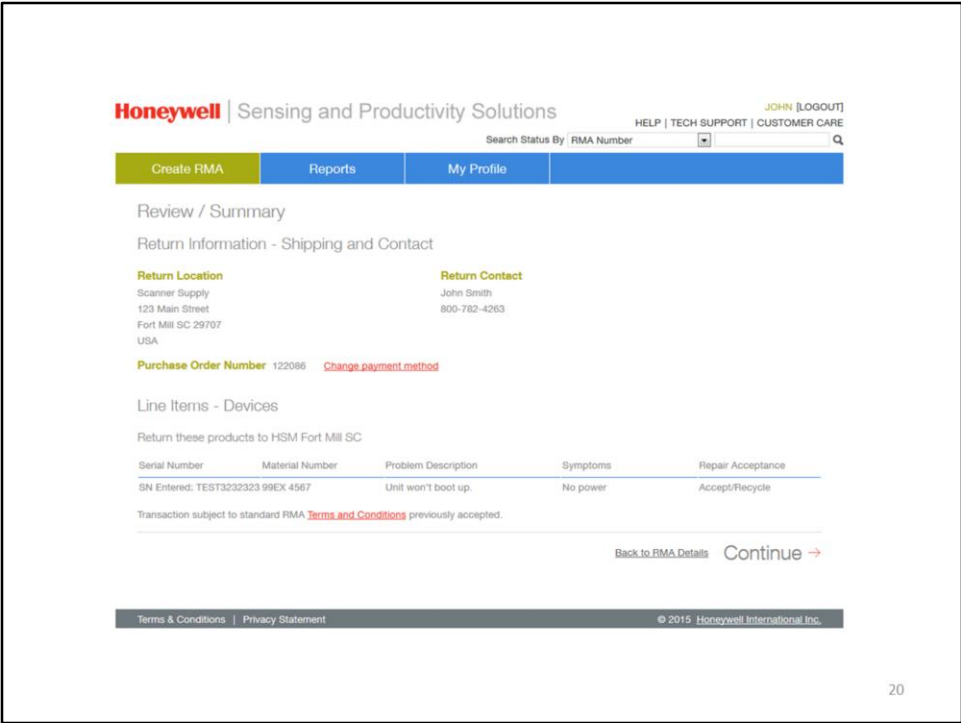 Honeywell | Sensing and Productivity Solutions
JOHN [LOGOUT]
HELP | TECH SUPPORT | CUSTOMER CARE
Search Status By RMA Number
Create RMA Reports My Profile
Review / Summary
Return Information - Shipping and Contact
Return Location Return Contact
Scanner Supply John Smith
123 Main Street 800-782-4263
Fort Mill SC 29707
USA
Purchase Order Number 122086 Change payment method
Line Items - Devices
Return these products to HSM Fort Mill SC
Serial Number Material Number Problem Description Symptoms Repair Acceptance
SN Entered: TEST3232323 99EX 4567 Unit won't boot up. No power Accept/Recycle
Transaction subject to standard RMA Terms and Conditions previously accepted.
Back to RMA Details Continue →
Terms & Conditions | Privacy Statement © 2015 Honeywell International Inc.
20